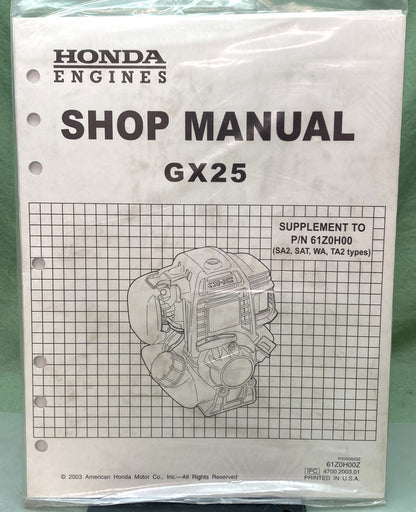 HONDA
ENGINES
SHOP MANUAL
GX25
SUPPLEMENT TO
P/N 61Z0H00
(SA2, SAT, WA, TA2 types)
61Z0H00Z
IPC 4700.2003.01
© 2003 American Honda Motor Co., Inc.—All Rights Reserved
PRINTED IN U.S.A.